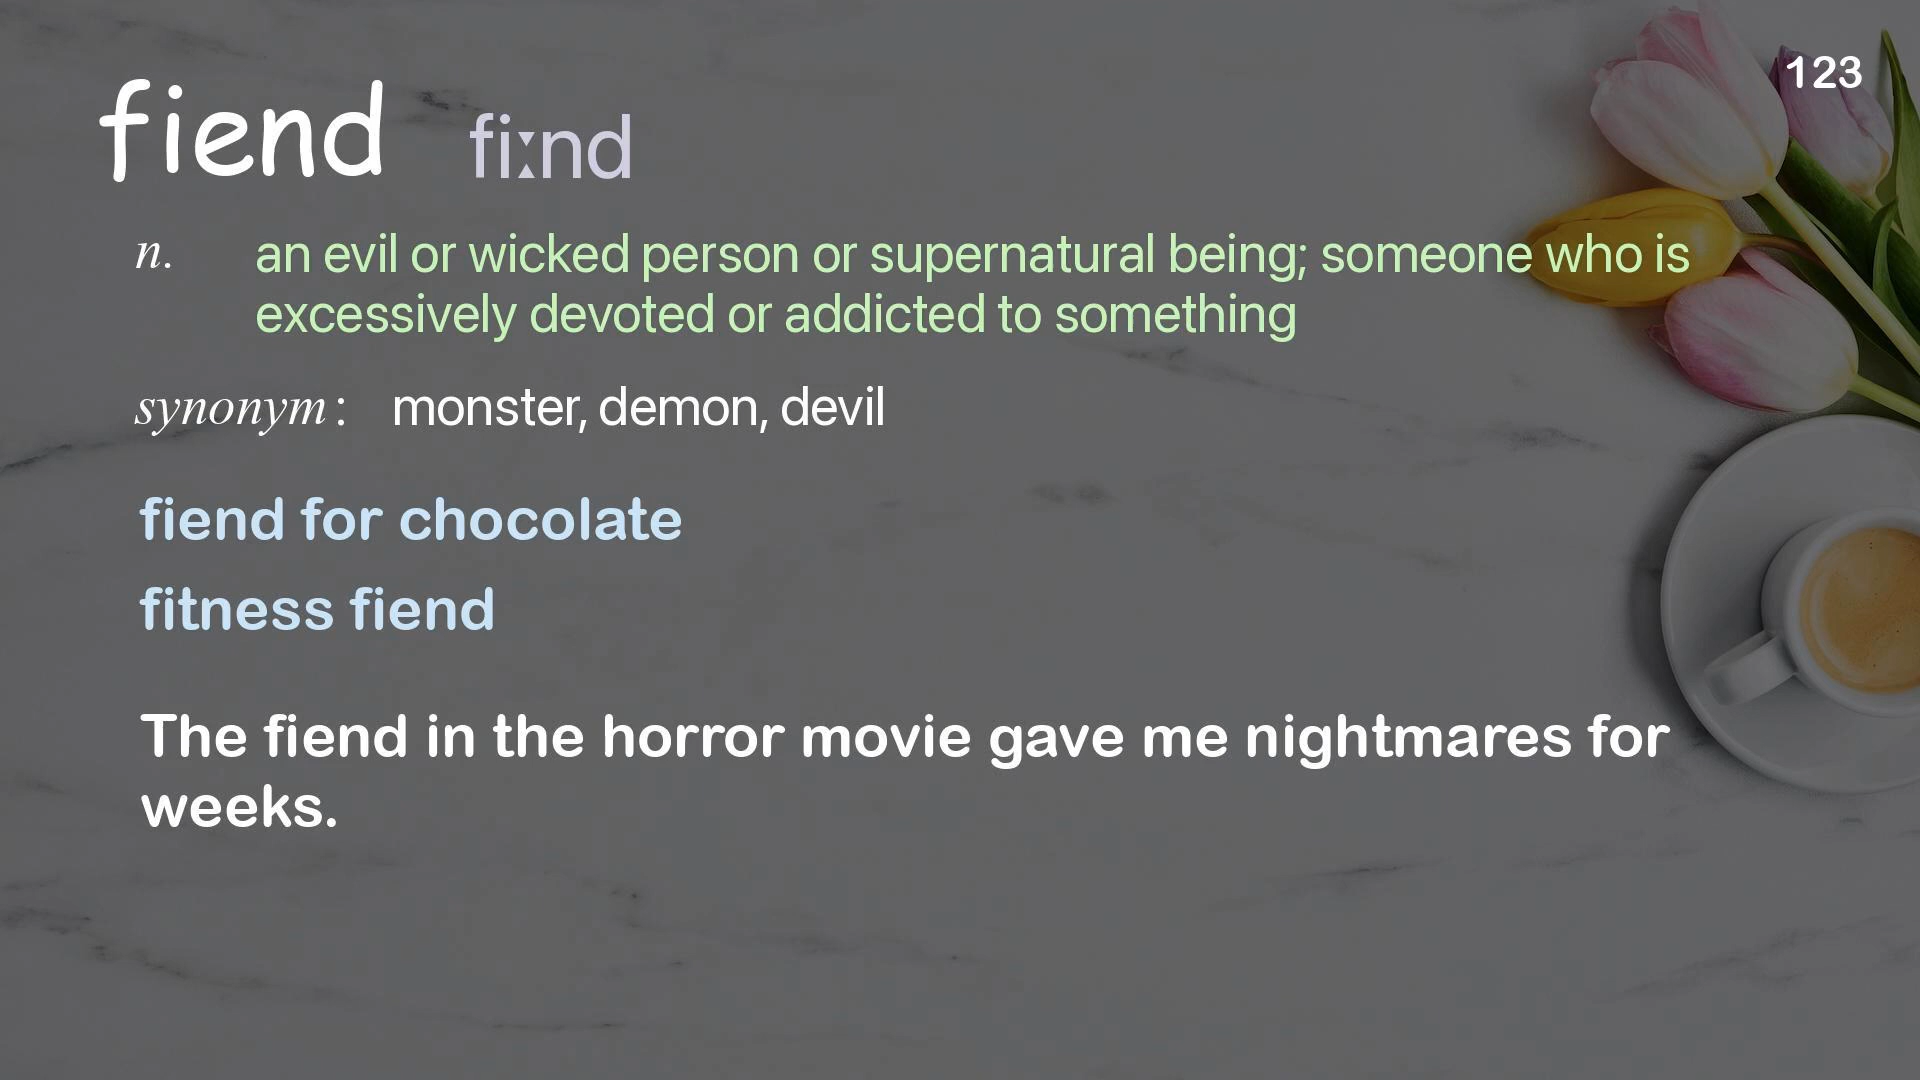 123
fiend fiːnd
n. an evil or wicked person or supernatural being; someone who is
excessively devoted or addicted to something
synonym: monster, demon, devil
fiend for chocolate
fitness fiend
The fiend in the horror movie gave me nightmares for
weeks.